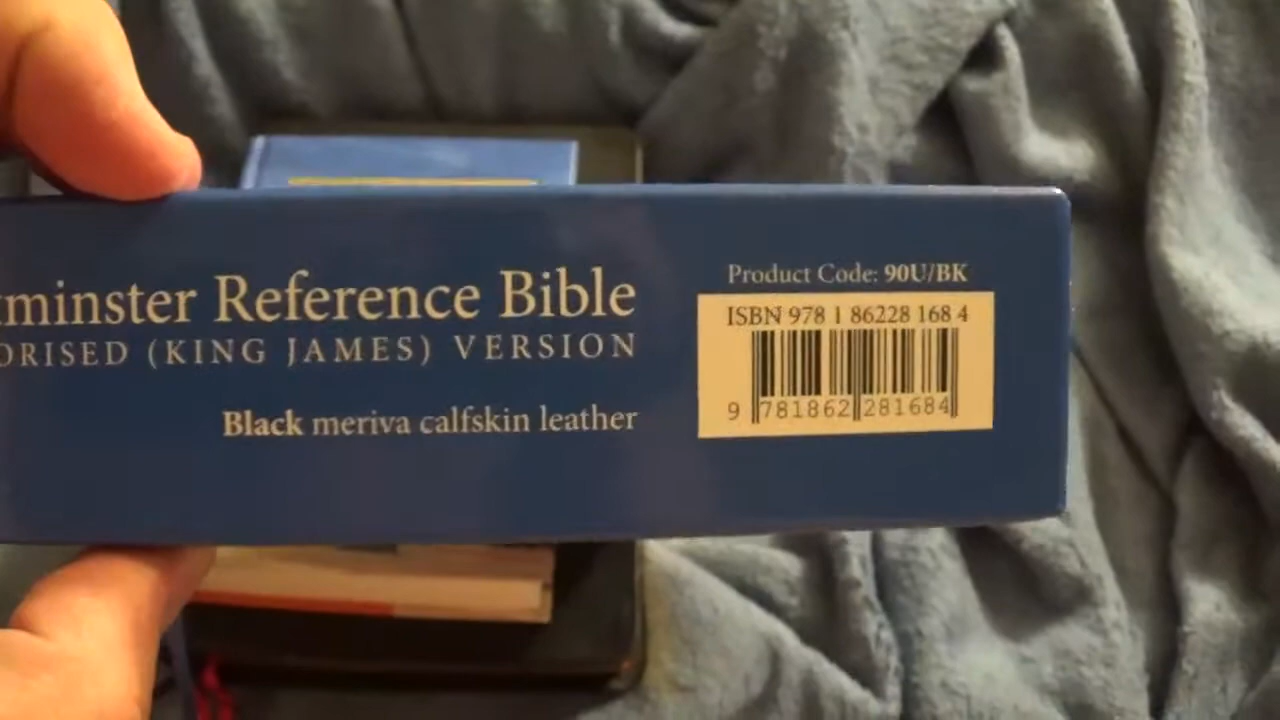 tminster Reference Bible
ORISED (KING JAMES) VERSION
Black meriva calfskin leather
Product Code: 90U/BK
ISBN 978 1 86228 168 4
9 781862 281684